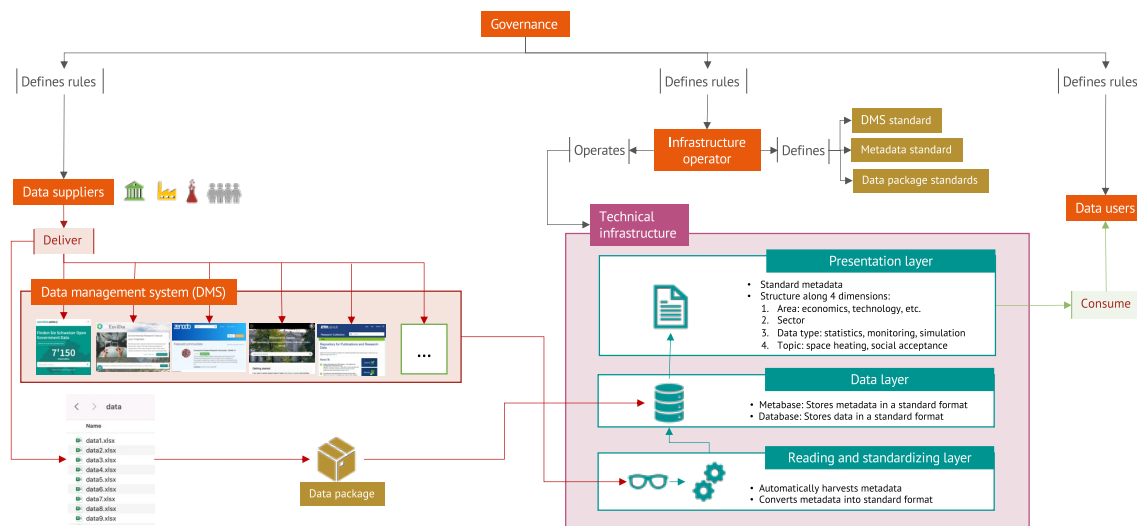 Governance
Defines rules
Defines rules
Defines rules
DMS standard
Infrastructure
operator
Operates
Defines
Metadata standard
Data package standards
Data suppliers
Data users
Technical
infrastructure
Deliver
Data management system (DMS)
7'150
zenodo
...
Presentation layer
• Standard metadata
• Structure along 4 dimensions:
1. Area: economics, technology, etc.
2. Sector
3. Data type: statistics, monitoring, simulation
4. Topic: space heating, social acceptance
Consume
Data layer
• Metabase: Stores metadata in a standard format
• Database: Stores data in a standard format
Reading and standardizing layer
• Automatically harvests metadata
• Converts metadata into standard format
data
Name
data1.xlsx
data2.xlsx
data3.xlsx
data4.xlsx
data5.xlsx
data6.xlsx
data7.xlsx
data8.xlsx
data9.xlsx
Data package